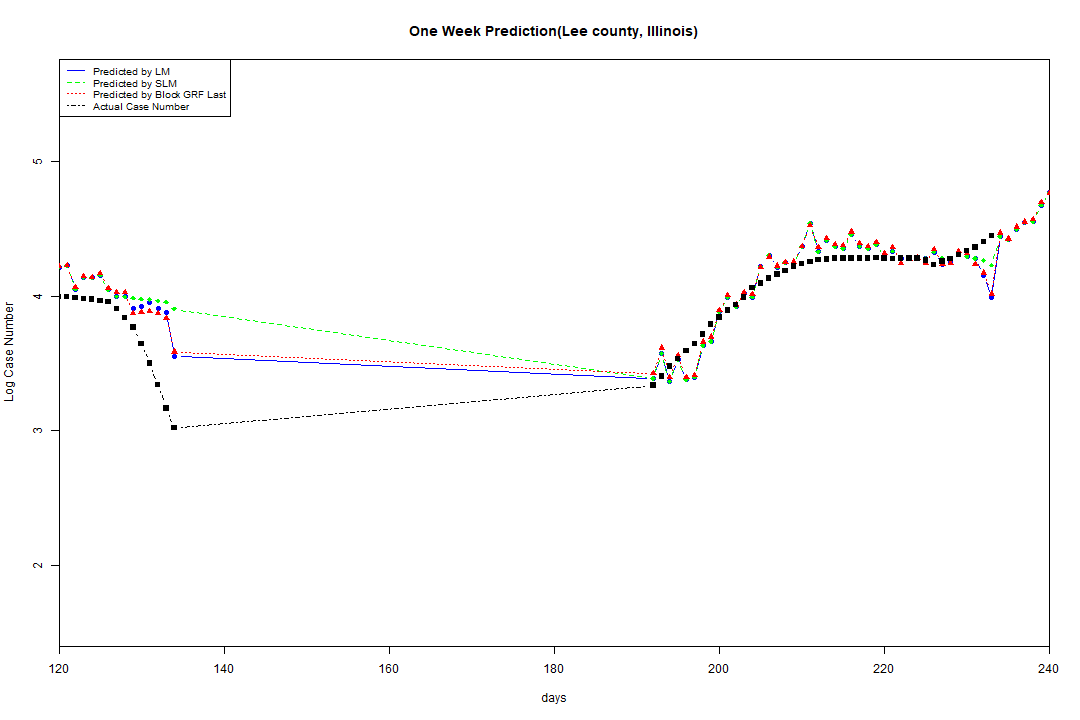 One Week Prediction(Lee county, Illinois)
Predicted by LM
Predicted by SLM
Predicted by Block GRF Last
Actual Case Number
Log Case Number
5
4
3
2
120 140 160 180 200 220 240
days